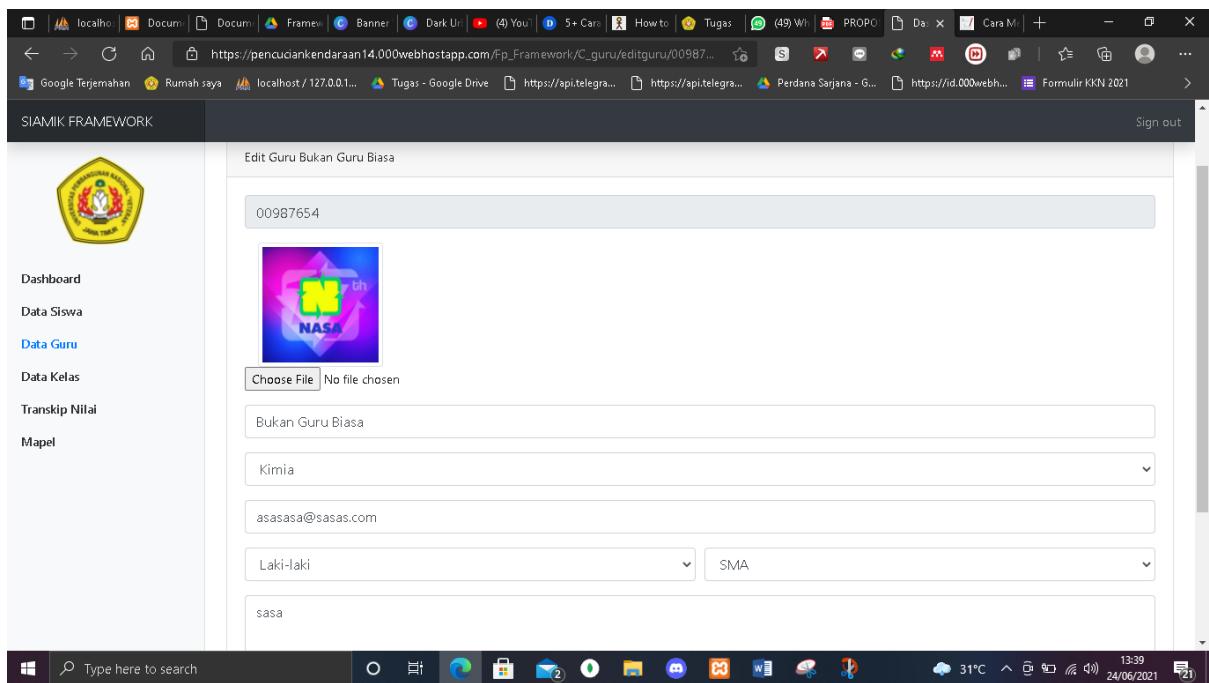 localho: Docum Docum Framew Banner Dark Uri (4) YouT 5+ Cara How to Tugas (49) Wh PROPO Da: Cara Me
https://pencuciankendaraan14.000webhostapp.com/Fp_Framework/C_guru/editguru/00987...
Google Terjemahan Rumah saya localhost / 127.0.0.1... Tugas - Google Drive https://api.telegra... https://api.telegra... Perdana Sarjana - G... https://id.000webh... Formulir KKN 2021
SIAMIK FRAMEWORK Sign out
Edit Guru Bukan Guru Biasa
00987654
th
N
NASA
Choose File No file chosen
Dashboard
Data Siswa
Data Guru
Data Kelas
Transkip Nilai
Mapel
Bukan Guru Biasa
Kimia
asasasa@sasas.com
Laki-laki SMA
sasa
Type here to search
31°C
13:39
24/06/2021
21